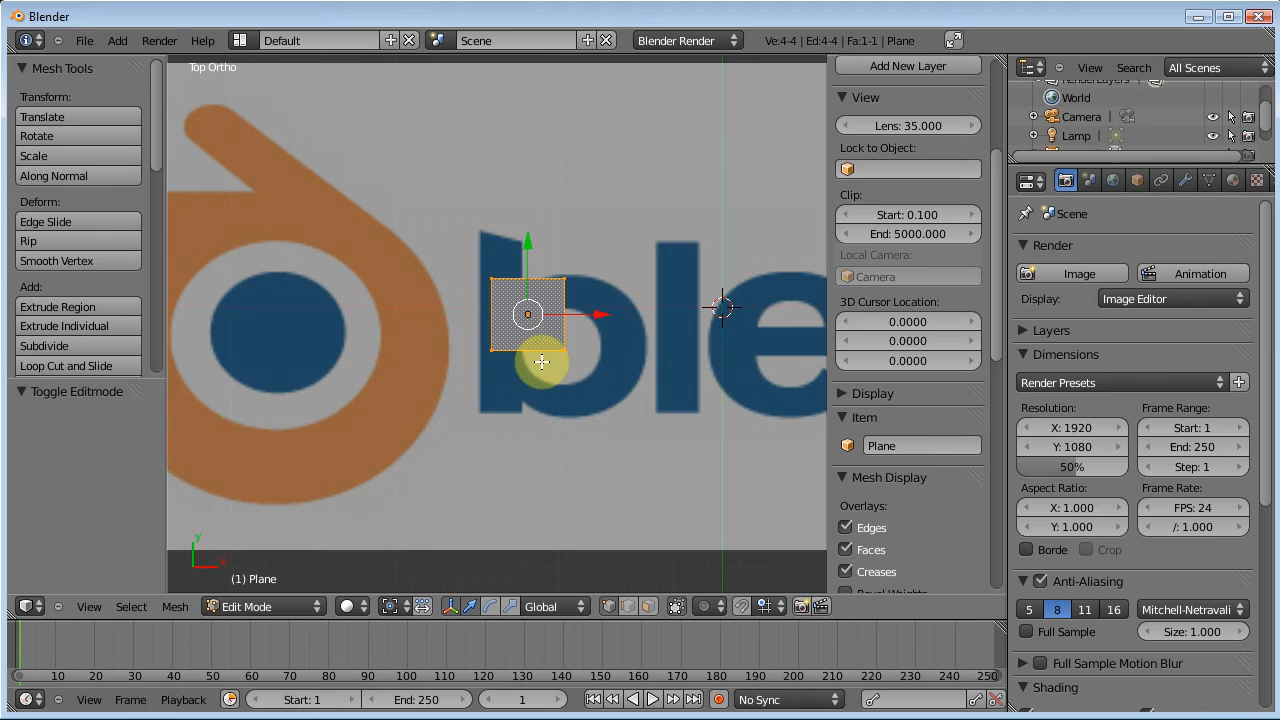 Blender
File Add Render Help Default Scene Blender Render Ve:4-4 | Ed:4-4 | Fa:1-1 | Plane
View Search All Scenes
Mesh Tools
Transform:
Translate
Rotate
Scale
Along Normal
Deform:
Edge Slide
Rip
Smooth Vertex
Add:
Extrude Region
Extrude Individual
Subdivide
Loop Cut and Slide
Toggle Editmode
Top Ortho
ble
y
x
(1) Plane
Add New Layer
View
Lens: 35.000
Lock to Object:
Clip:
Start: 0.100
End: 5000.000
Local Camera:
Camera
3D Cursor Location:
0.0000
0.0000
0.0000
Display
Item
Plane
Mesh Display
Overlays:
Edges
Faces
Creases
World
Camera
Lamp
Scene
Render
Image Animation
Display: Image Editor
Layers
Dimensions
Render Presets
Resolution: Frame Range:
X: 1920 Start: 1
Y: 1080 End: 250
50% Step: 1
Aspect Ratio: Frame Rate:
X: 1.000 FPS: 24
Y: 1.000 /: 1.000
Borde Crop
Anti-Aliasing
5 8 11 16 Mitchell-Netravali
Full Sample Size: 1.000
Full Sample Motion Blur
Shading
View Select Mesh Edit Mode Global
10 20 30 40 50 60 70 80 90 100 110 120 130 140 150 160 170 180 190 200 210 220 230 240 250
View Frame Playback Start: 1 End: 250 1 No Sync